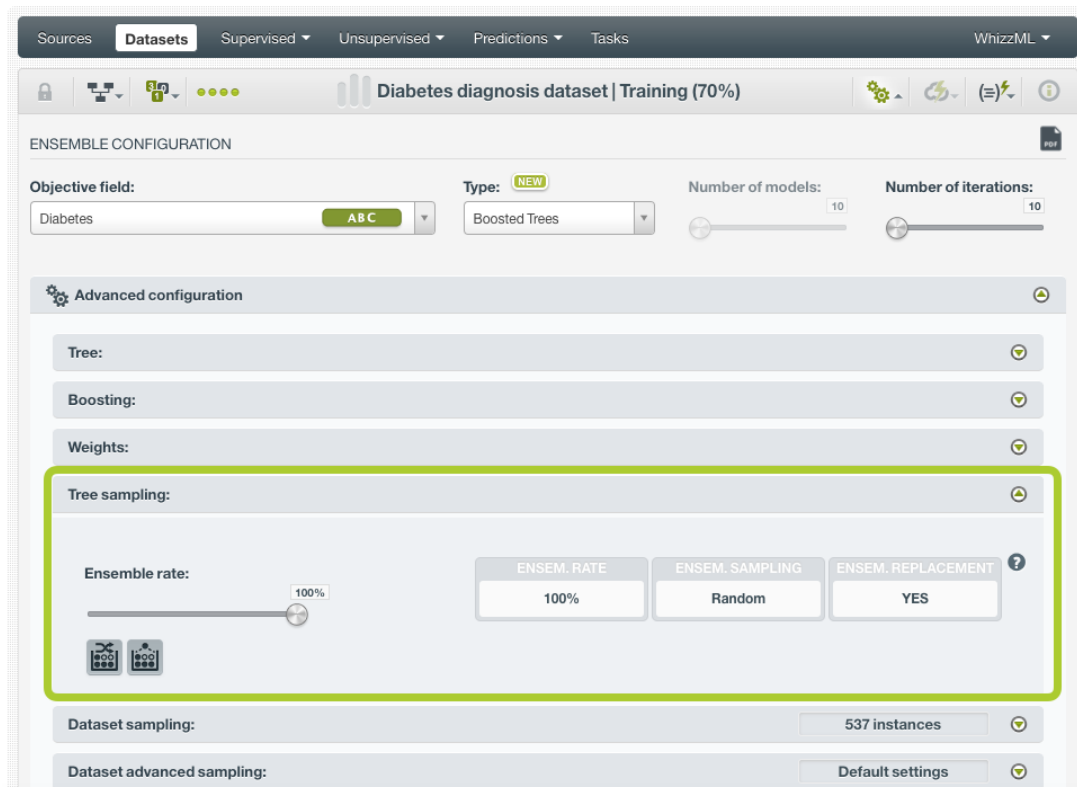 Sources Datasets Supervised Unsupervised Predictions Tasks WhizzML
Diabetes diagnosis dataset | Training (70%)
ENSEMBLE CONFIGURATION
PDF
Objective field: Type: NEW Number of models: Number of iterations:
Diabetes ABC Boosted Trees 10 10
Advanced configuration
Tree:
Boosting:
Weights:
Tree sampling:
Ensemble rate:
100%
ENSEM. RATE ENSEM. SAMPLING ENSEM. REPLACEMENT ?
100% Random YES
Dataset sampling: 537 instances
Dataset advanced sampling: Default settings